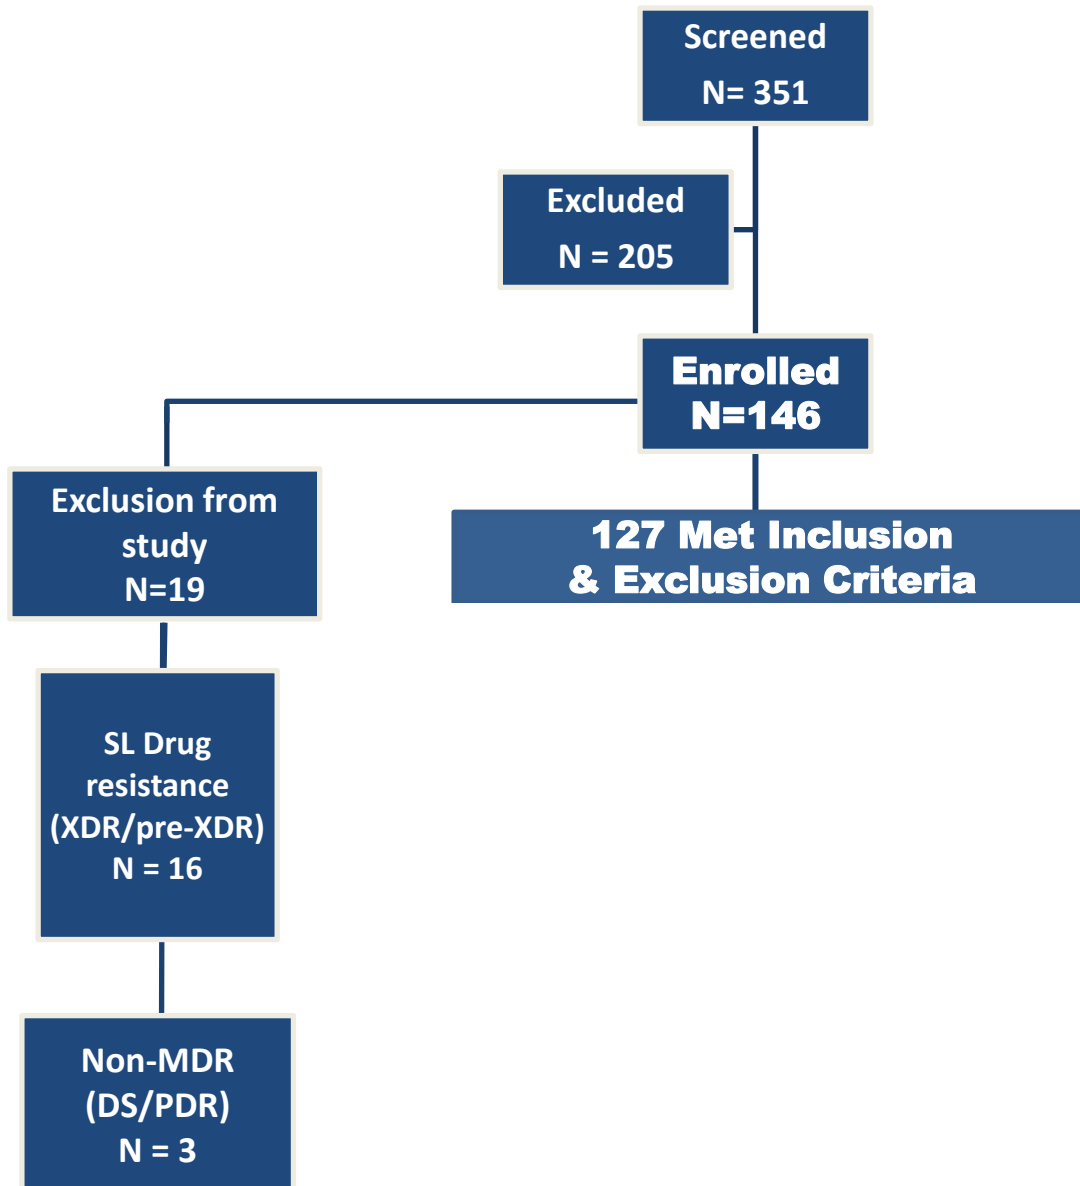 Screened
N= 351
Excluded
N = 205
Enrolled
N=146
Exclusion from
study
N=19
127 Met Inclusion
& Exclusion Criteria
SL Drug
resistance
(XDR/pre-XDR)
N = 16
Non-MDR
(DS/PDR)
N = 3